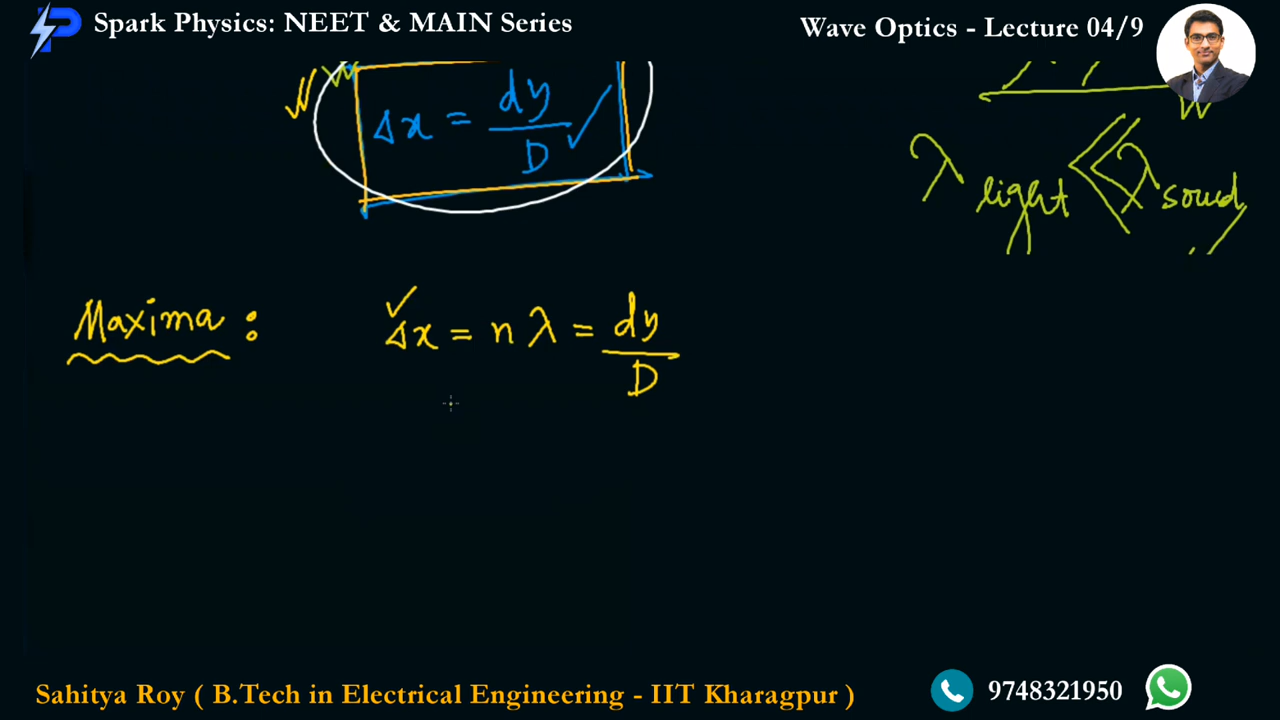 Spark Physics: NEET & MAIN Series
Wave Optics - Lecture 04/9
Δx = dy/D
λ light << λ soud
Maxima :
Δx = nλ = dy/D
Sahitya Roy ( B.Tech in Electrical Engineering - IIT Kharagpur )
9748321950